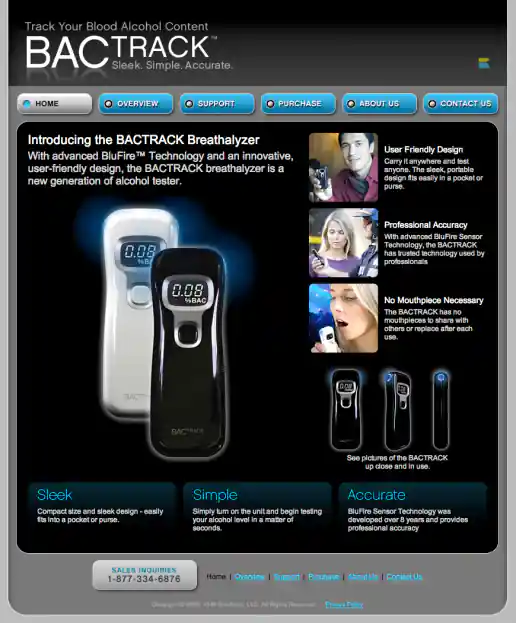 Track Your Blood Alcohol Content
BACTRACK™
Sleek. Simple. Accurate.
HOME
OVERVIEW
SUPPORT
PURCHASE
ABOUT US
CONTACT US
Introducing the BACTRACK Breathalyzer
With advanced BluFire™ Technology and an innovative,
user-friendly design, the BACTRACK breathalyzer is a
new generation of alcohol tester.
User Friendly Design
Carry it anywhere and test
anyone. The sleek, portable
design fits easily in a pocket or
purse.
Professional Accuracy
With advanced BluFire Sensor
Technology, the BACTRACK
has trusted technology used by
professionals
No Mouthpiece Necessary
The BACTRACK has no
mouthpieces to share with
others or replace after each
use.
0.08
%BAC
0.08
%BAC
BACTRACK
BACTRACK
See pictures of the BACTRACK
up close and in use.
Sleek
Compact size and sleek design - easily
fits into a pocket or purse.
Simple
Simply turn on the unit and begin testing
your alcohol level in a matter of
seconds.
Accurate
BluFire Sensor Technology was
developed over 8 years and provides
professional accuracy
SALES INQUIRIES
1-877-334-6876
Home | Overview | Support | Purchase | About Us | Contact Us
LLC, All Rights Reserved. Privacy Policy